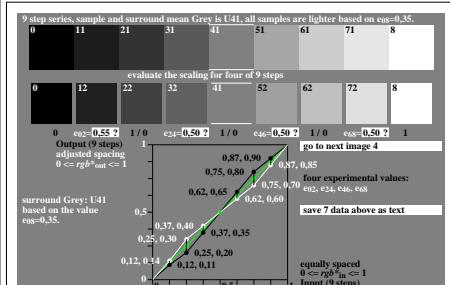 9 step series, sample and surround mean Grey is U41, all samples are lighter based on e08=0,35.
0 11 21 31 41 51 61 71 8
evaluate the scaling for four of 9 steps
0 12 22 32 41 52 62 72 8
0 e02=0,55 ? 1 / 0 e24=0,50 ? 1 / 0 e46=0,50 ? 1 / 0 e68=0,50 ? 1
Output (9 steps)
adjusted spacing
0 <= rgb*out <= 1
1
go to next image 4
0,87, 0,90
0,87, 0,85
0,75, 0,80
0,75, 0,70
four experimental values:
e02, e24, e46, e68
0,62, 0,65
0,62, 0,60
surround Grey: U41
based on the value
e08=0,35.
0,5
save 7 data above as text
0,37, 0,40
0,37, 0,35
0,25, 0,30
0,25, 0,20
0,12, 0,14
0,12, 0,11
equally spaced
0 <= rgb*in <= 1
Input (9 steps)
0
0
0,5
1